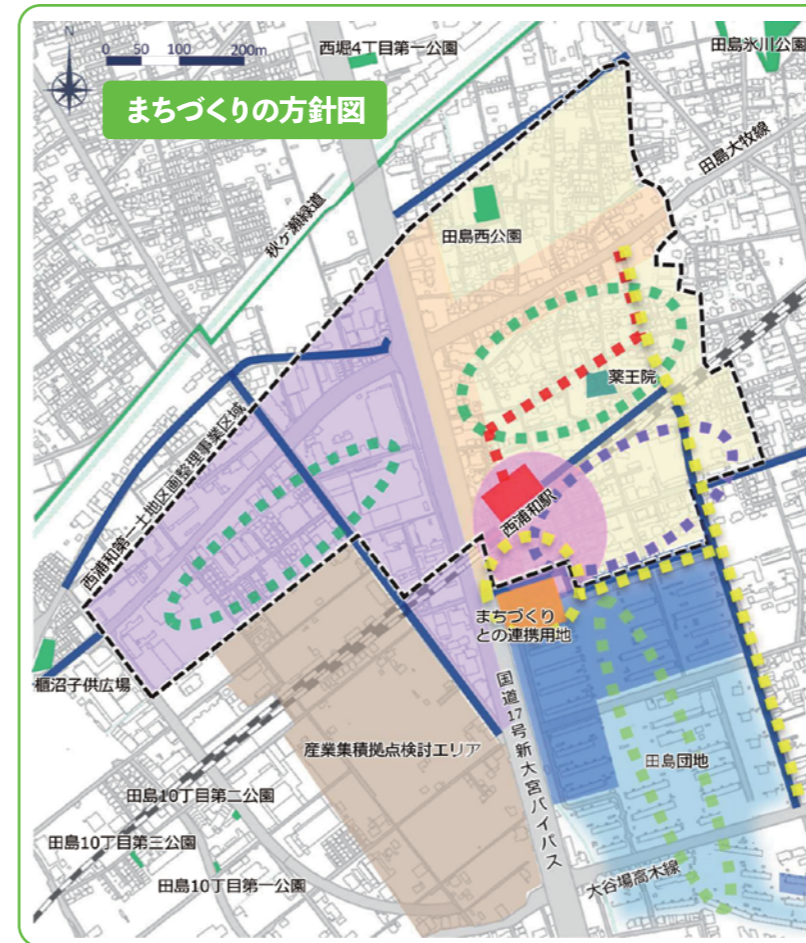 N
0 50 100 200m
西堀4丁目第一公園
田島氷川公園
まちづくりの方針図
田島大牧線
秋ヶ瀬緑道
田島西公園
薬王院
西浦和第一土地区画整理事業区域
西浦和駅
まちづくり
との連携用地
櫃沼子供広場
国道17号新大宮バイパス
産業集積拠点検討エリア
田島団地
田島10丁目第二公園
田島10丁目第三公園
田島10丁目第一公園
大谷場高木線